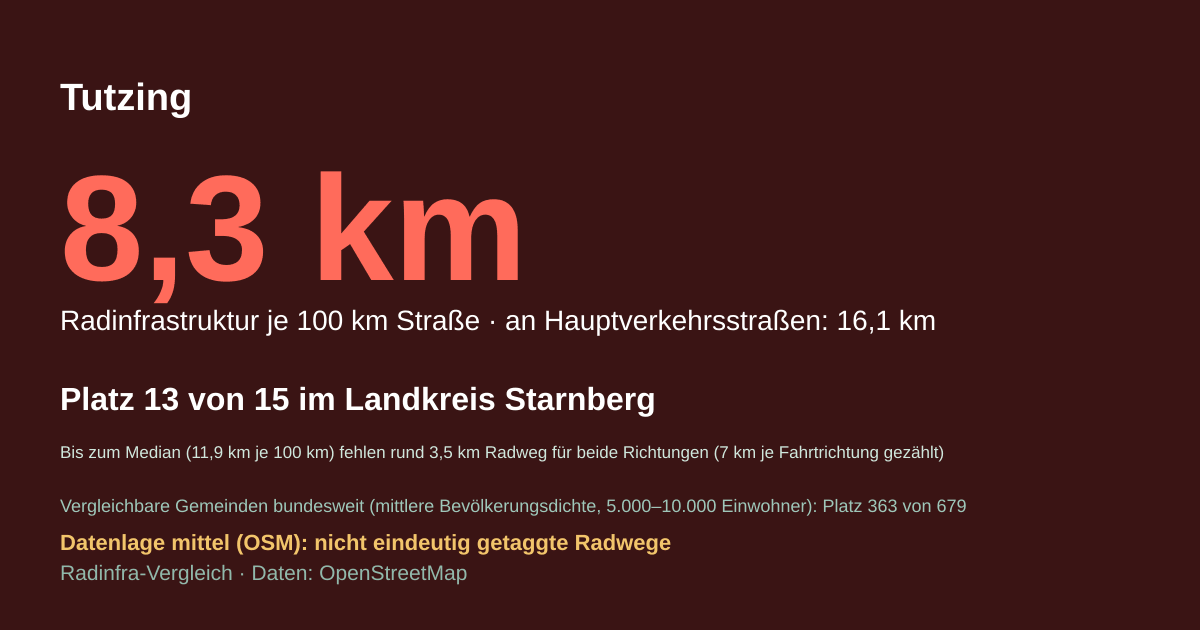 Tutzing
8,3 km
Radinfrastruktur je 100 km Straße · an Hauptverkehrsstraßen: 16,1 km
Platz 13 von 15 im Landkreis Starnberg
Bis zum Median (11,9 km je 100 km) fehlen rund 3,5 km Radweg für beide Richtungen (7 km je Fahrtrichtung gezählt)
Vergleichbare Gemeinden bundesweit (mittlere Bevölkerungsdichte, 5.000–10.000 Einwohner): Platz 363 von 679
Datenlage mittel (OSM): nicht eindeutig getaggte Radwege
Radinfra-Vergleich · Daten: OpenStreetMap